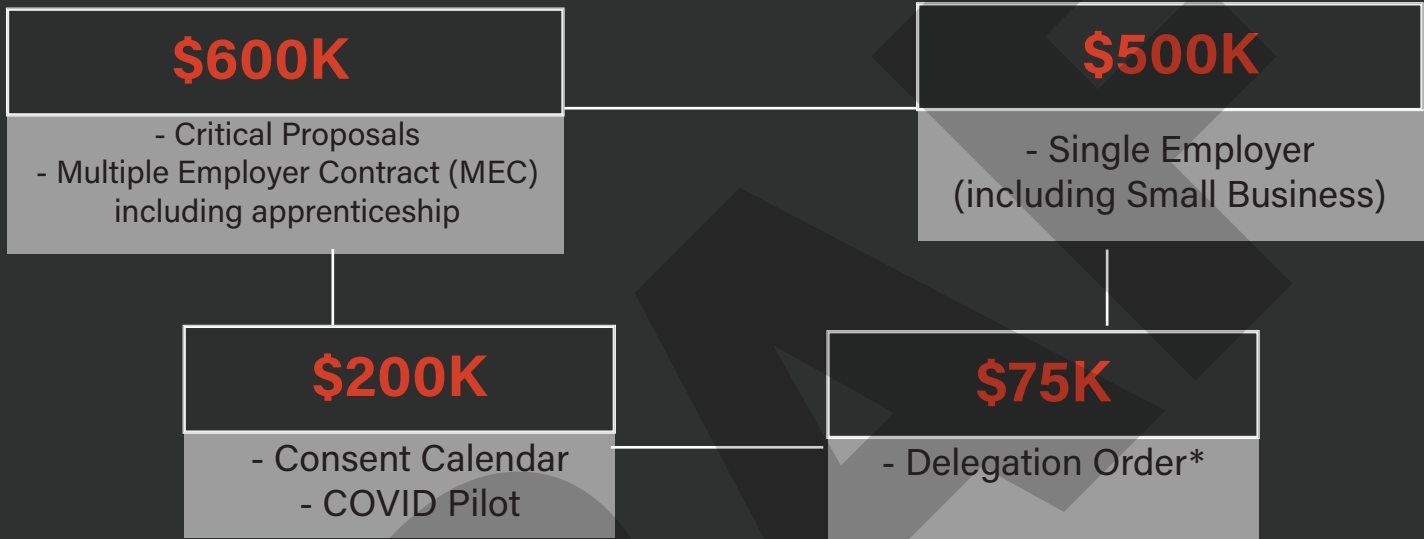 $600K
- Critical Proposals
- Multiple Employer Contract (MEC)
including apprenticeship
$500K
- Single Employer
(including Small Business)
$200K
- Consent Calendar
- COVID Pilot
$75K
- Delegation Order*